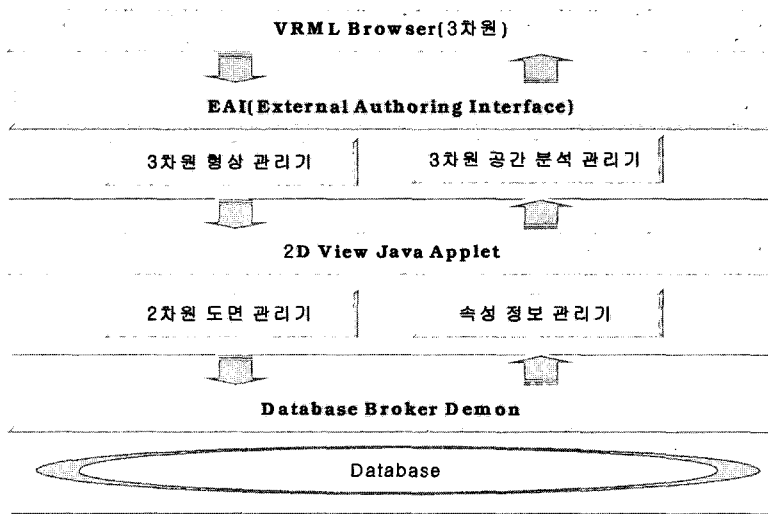 VRML Browser(3차원)
EAI(External Authoring Interface)
3차원 형상 관리기 3차원 공간 분석 관리기
2D View Java Applet
2차원 도면 관리기 속성 정보 관리기
Database Broker Demon
Database